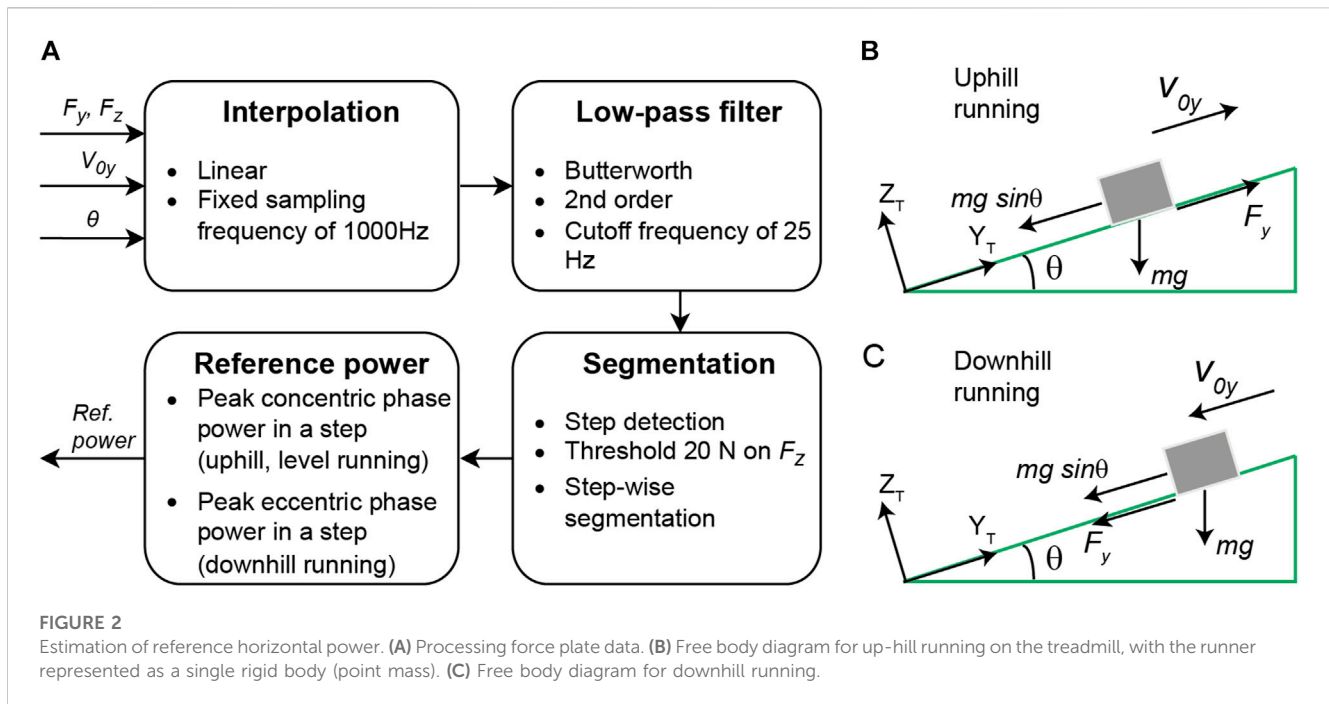 A
F_y, F_z
V_0y
θ
Interpolation
• Linear
• Fixed sampling
frequency of 1000Hz
Low-pass filter
• Butterworth
• 2nd order
• Cutoff frequency of 25
Hz
Reference power
• Peak concentric phase
power in a step
(uphill, level running)
• Peak eccentric phase
power in a step
(downhill running)
Ref.
power
Segmentation
• Step detection
• Threshold 20 N on F_z
• Step-wise
segmentation
B
Uphill
running
V_0y
Z_T
mg sinθ
Y_T
θ
F_y
mg
C
Downhill
running
V_0y
Z_T
mg sinθ
Y_T
F_y
θ
mg
FIGURE 2
Estimation of reference horizontal power. (A) Processing force plate data. (B) Free body diagram for up-hill running on the treadmill, with the runner
represented as a single rigid body (point mass). (C) Free body diagram for downhill running.